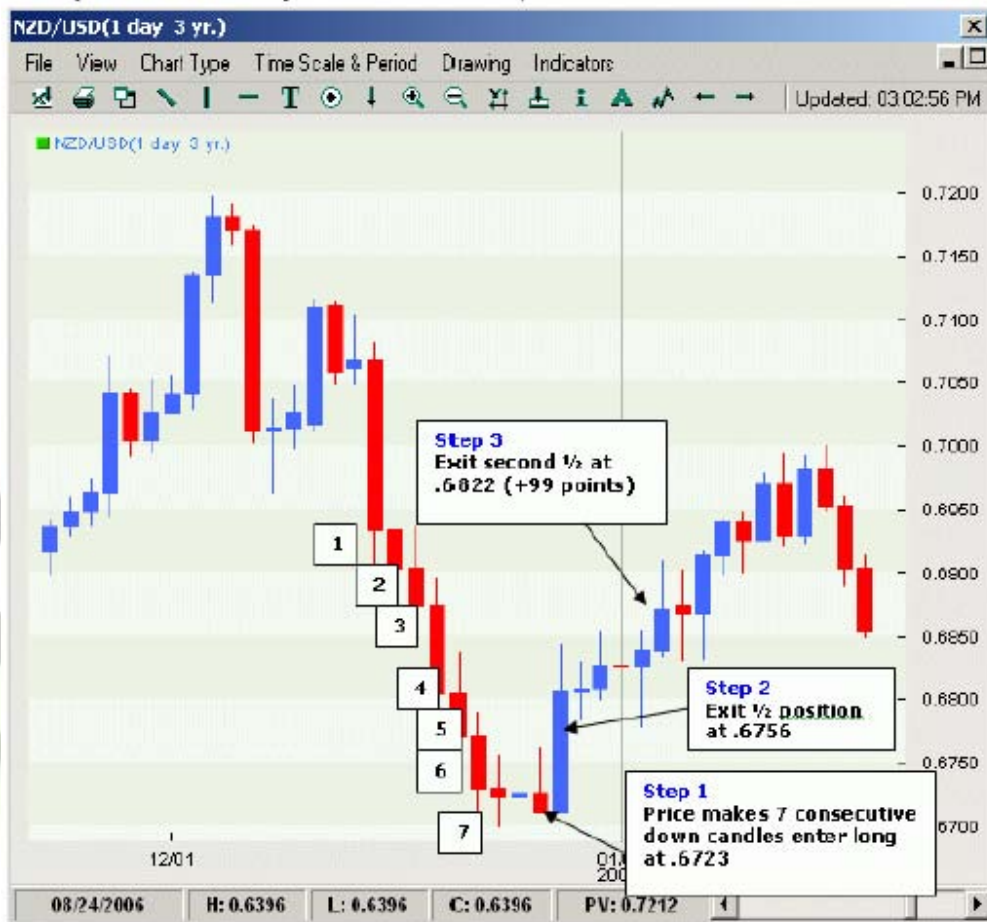 NZD/USD(1 day 3 yr.)
File View Chart Type Time Scale & Period Drawing Indicators
T i A Updated: 03:02:56 PM
NZD/USD(1 day 3 yr.)
0.7200
0.7150
0.7100
0.7050
Step 3
Exit second ½ at
.6822 (+99 points)
0.7000
0.6950
1
2
0.6900
3
0.6850
4
Step 2
Exit ½ position
at .6756
0.6800
5
6
0.6750
Step 1
Price makes 7 consecutive
down candles enter long
at .6723
7
0.6700
12/01
08/24/2006 H: 0.6396 L: 0.6396 C: 0.6396 PV: 0.7212